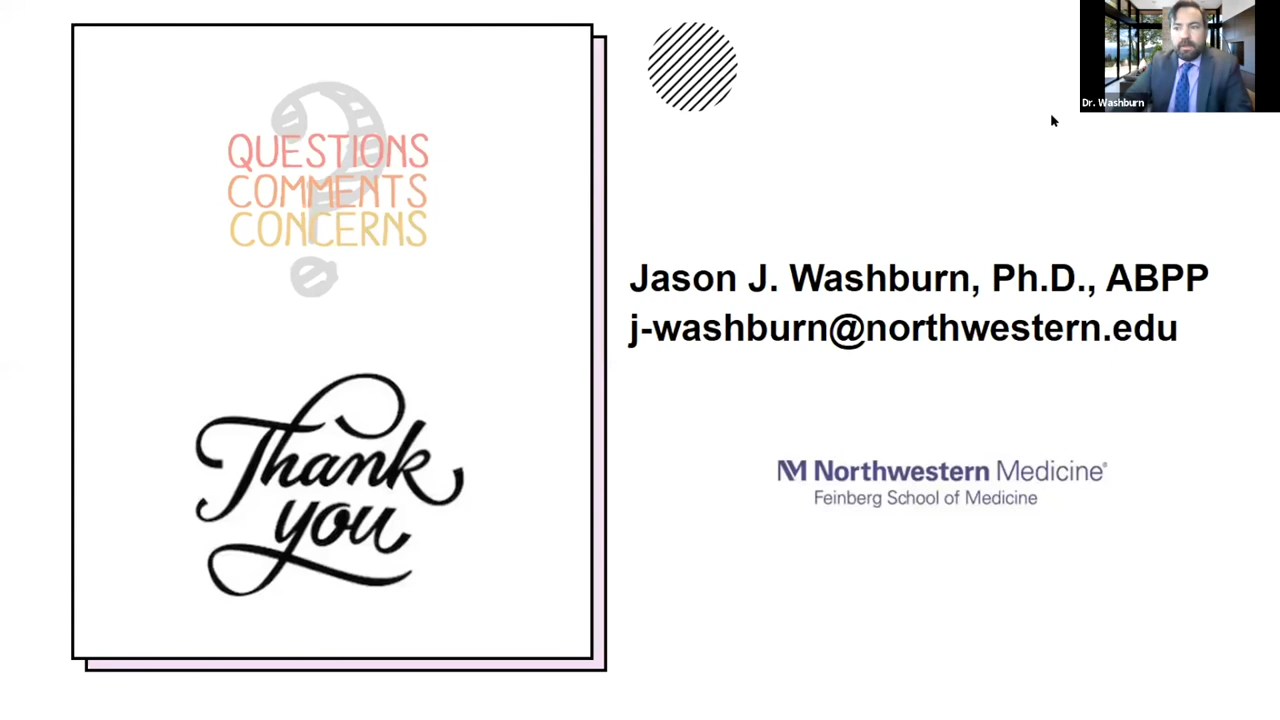 QUESTIONS
COMMENTS
CONCERNS
Thank
you
Dr. Washburn
Jason J. Washburn, Ph.D., ABPP
j-washburn@northwestern.edu
NM Northwestern Medicine®
Feinberg School of Medicine